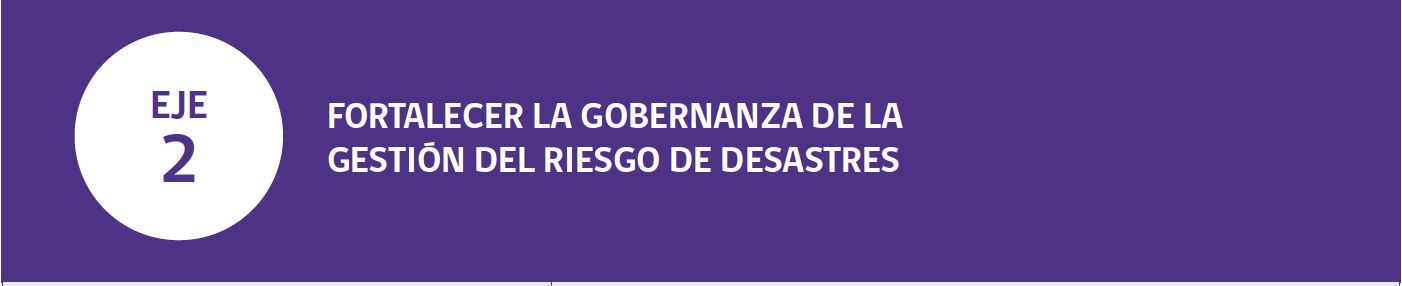 EJE
2
FORTALECER LA GOBERNANZA DE LA
GESTIÓN DEL RIESGO DE DESASTRES